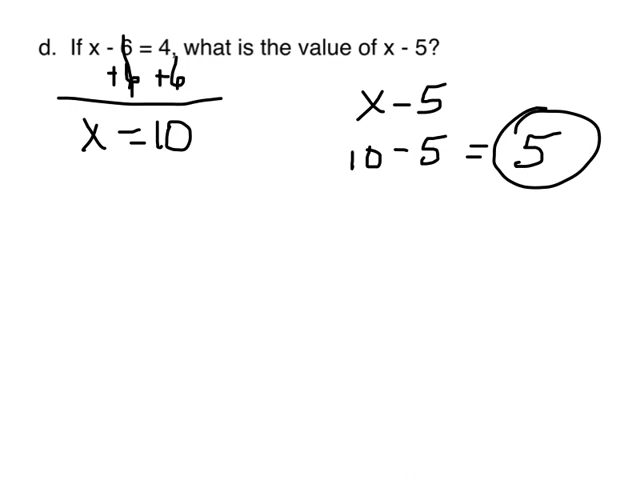 d. If x - 6 = 4, what is the value of x - 5?
+6 +6
x = 10
x - 5
10 - 5 = 5